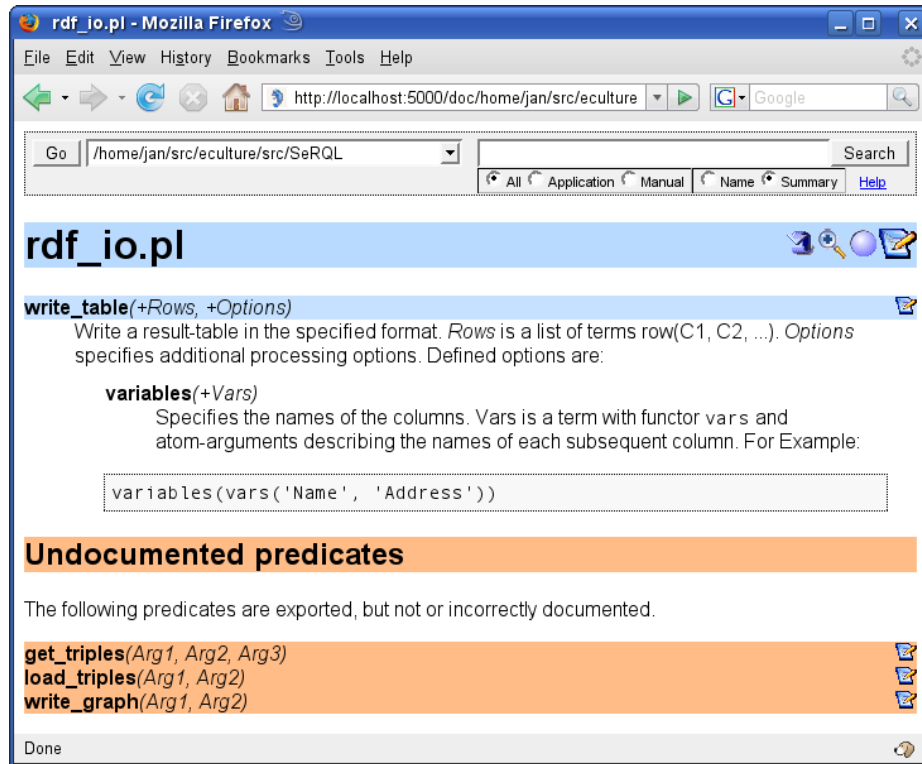 rdf_io.pl - Mozilla Firefox
File Edit View History Bookmarks Tools Help
http://localhost:5000/doc/home/jan/src/eculture G Google
Go /home/jan/src/eculture/src/SeRQL Search
All Application Manual Name Summary Help
rdf_io.pl
write_table(+Rows, +Options)
Write a result-table in the specified format. Rows is a list of terms row(C1, C2, ...). Options
specifies additional processing options. Defined options are:
variables(+Vars)
Specifies the names of the columns. Vars is a term with functor vars and
atom-arguments describing the names of each subsequent column. For Example:
variables(vars('Name', 'Address'))
Undocumented predicates
The following predicates are exported, but not or incorrectly documented.
get_triples(Arg1, Arg2, Arg3)
load_triples(Arg1, Arg2)
write_graph(Arg1, Arg2)
Done